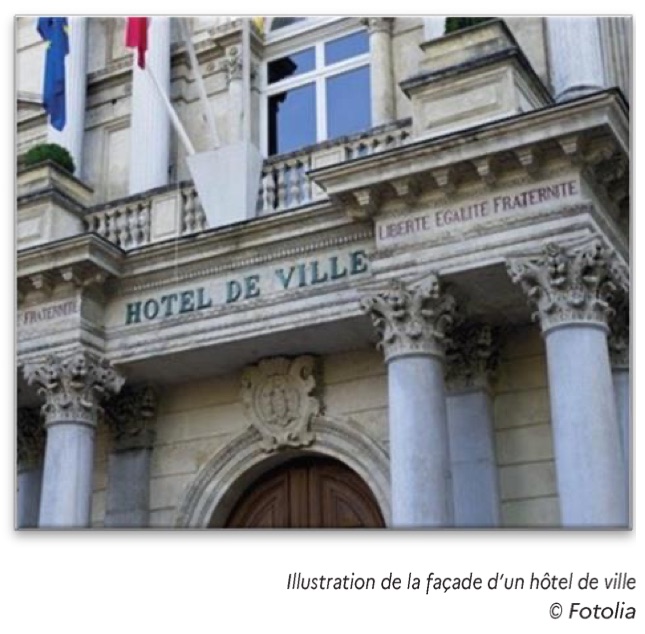 LIBERTE EGALITE FRATERNITE
HOTEL DE VILLE
FRATERNITE
Illustration de la façade d'un hôtel de ville
© Fotolia